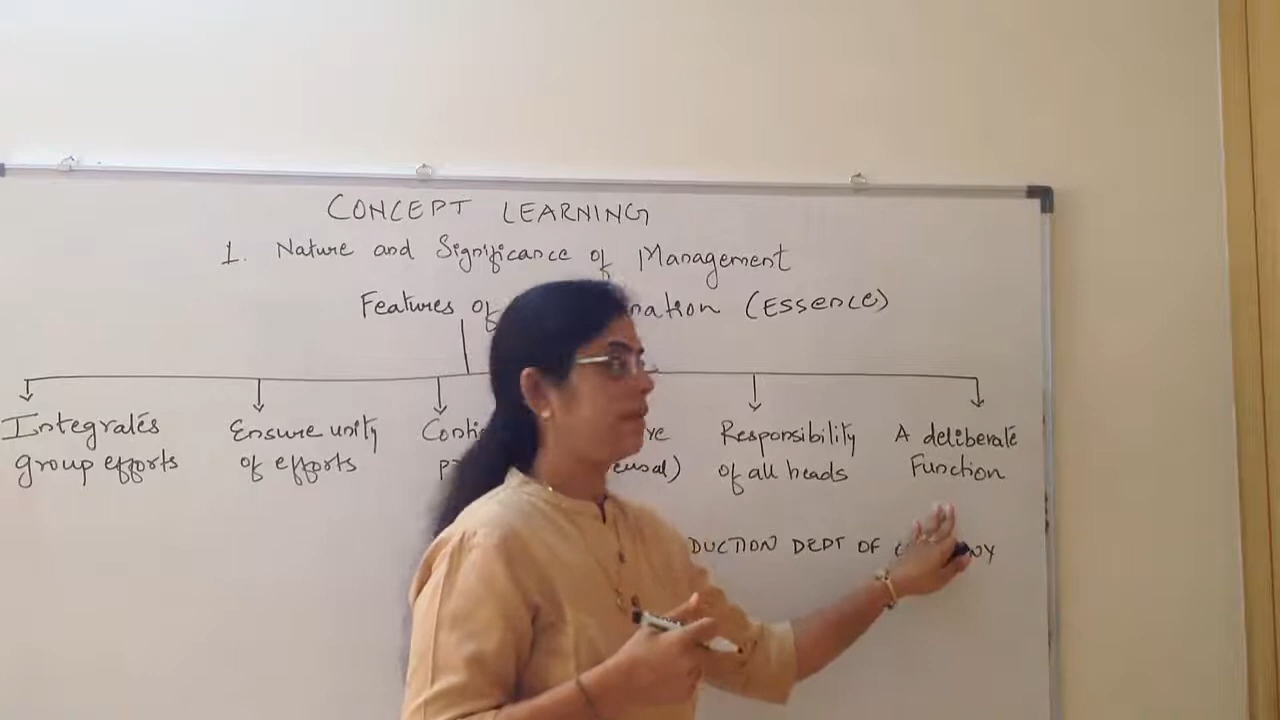 CONCEPT LEARNING
1. Nature and Significance of Management
Features of nation (Essence)
Integrates
group efforts
Ensure unity
of efforts
Responsibility
of all heads
A deliberate
Function
DUCTION DEPT OF